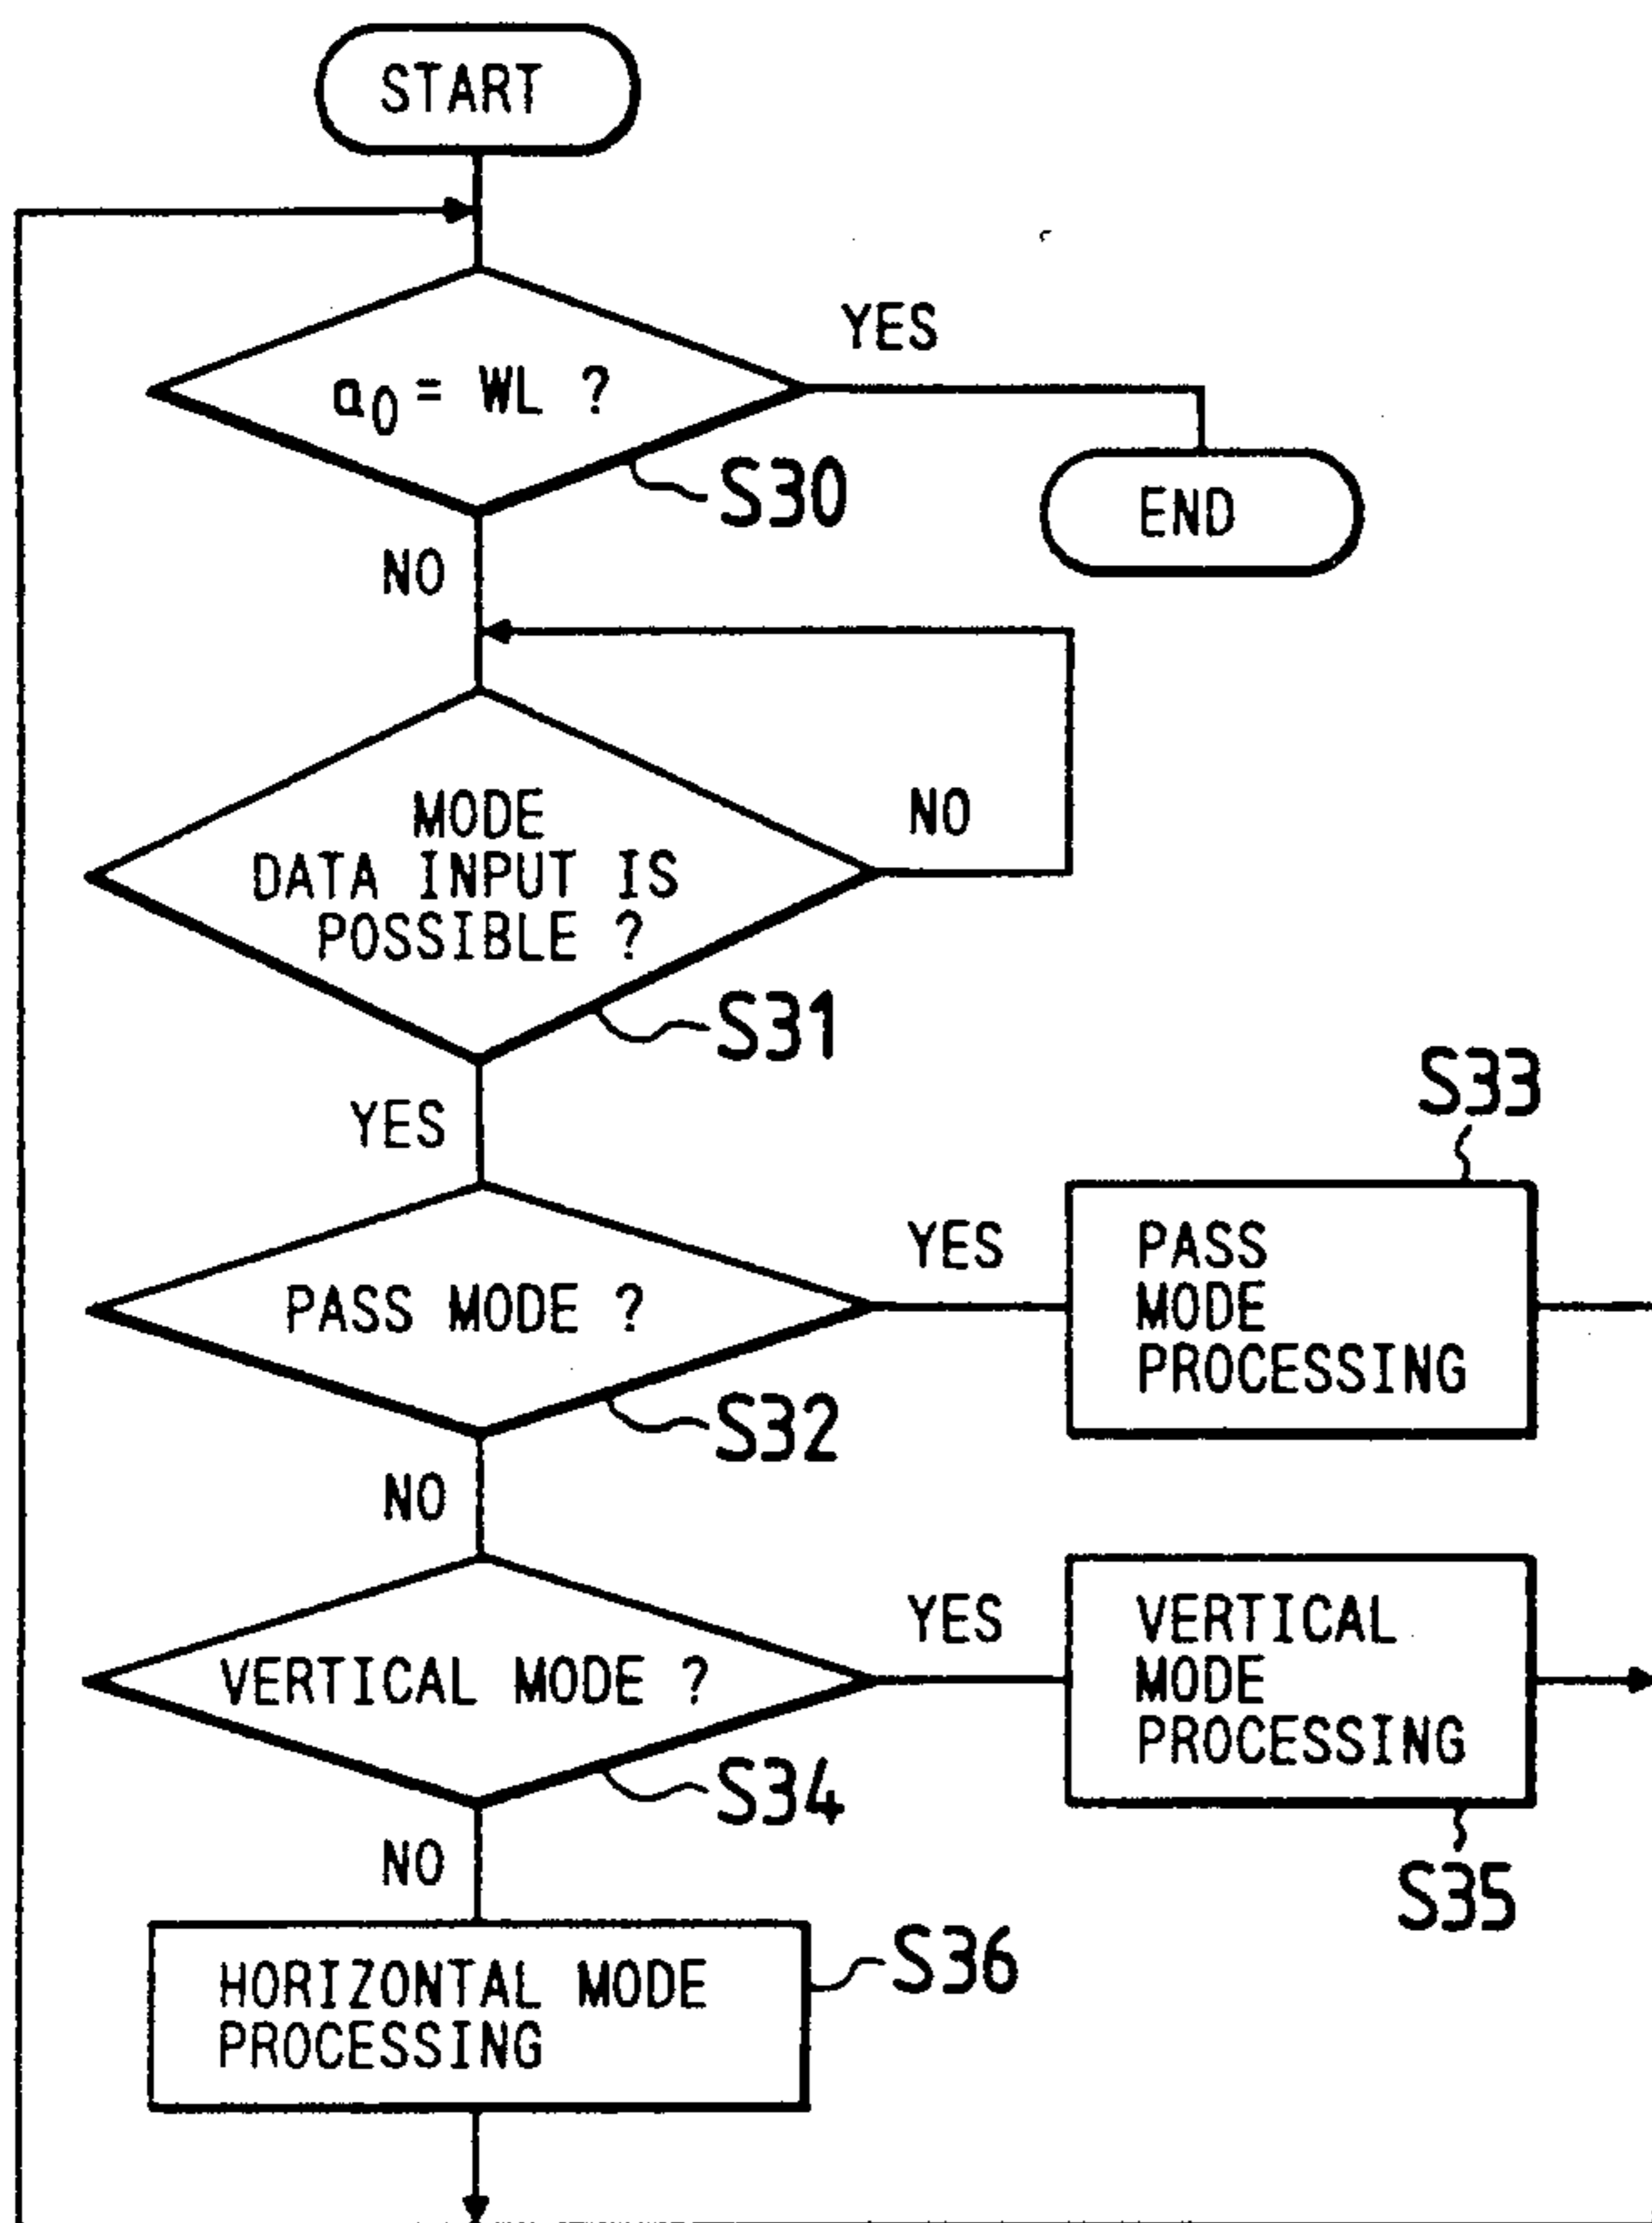 START
YES
a0 = WL ?
S30
END
NO
MODE
DATA INPUT IS
POSSIBLE ?
NO
S31
YES
S33
PASS MODE ?
YES
PASS
MODE
PROCESSING
S32
NO
VERTICAL MODE ?
YES
VERTICAL
MODE
PROCESSING
S34
S35
NO
HORIZONTAL MODE
PROCESSING
S36